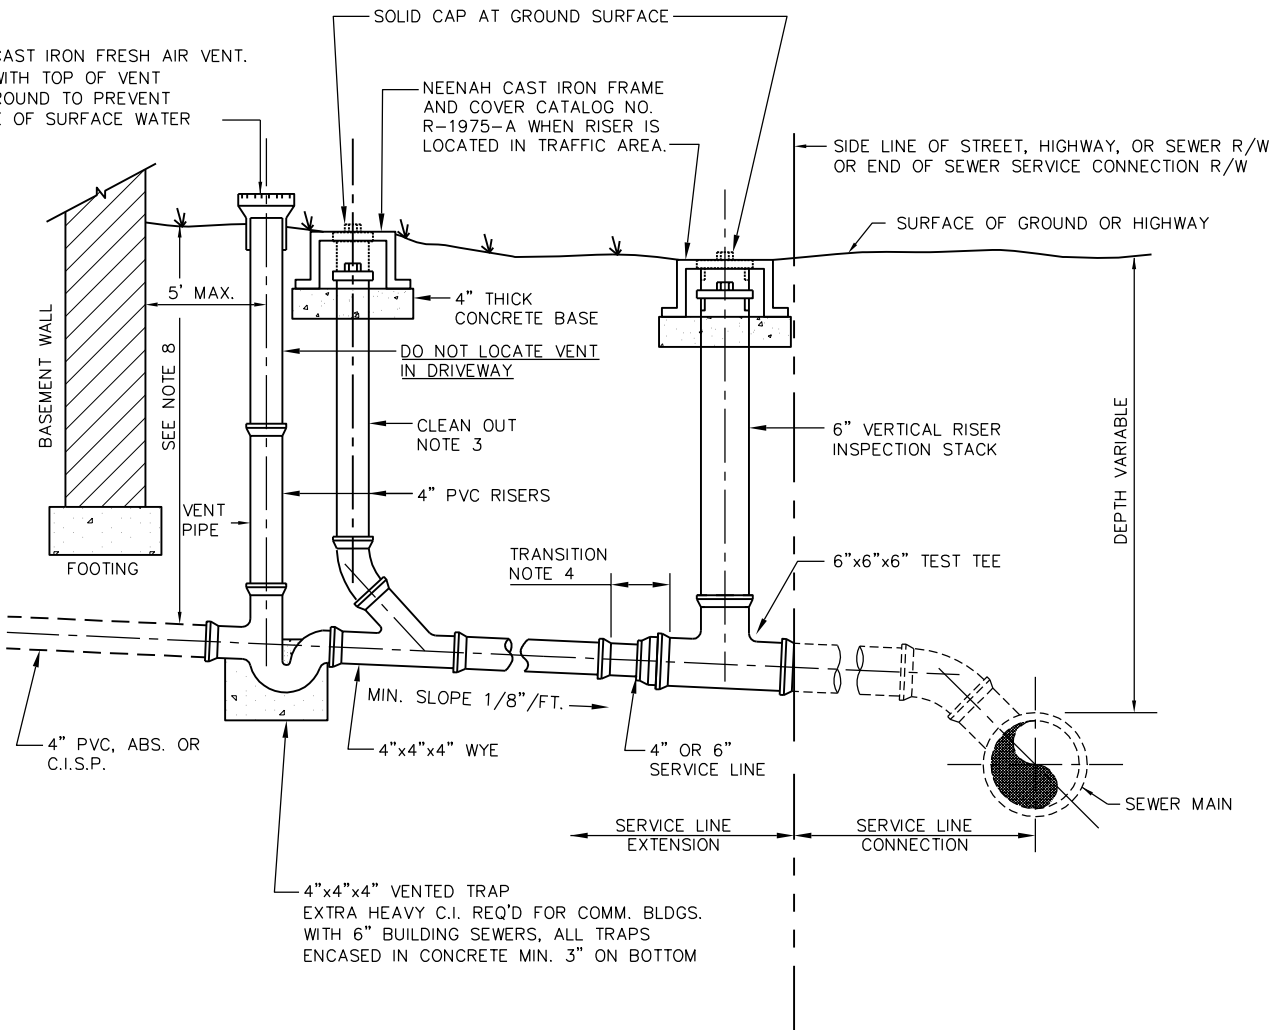 SOLID CAP AT GROUND SURFACE
CAST IRON FRESH AIR VENT.
WITH TOP OF VENT
TO PREVENT
OF SURFACE WATER
NEENAH CAST IRON FRAME
AND COVER CATALOG NO.
R-1975-A WHEN RISER IS
LOCATED IN TRAFFIC AREA.
SIDE LINE OF STREET, HIGHWAY, OR SEWER R/W
OR END OF SEWER SERVICE CONNECTION R/W
SURFACE OF GROUND OR HIGHWAY
5' MAX.
4" THICK
CONCRETE BASE
BASEMENT WALL
SEE NOTE 8
DO NOT LOCATE VENT
IN DRIVEWAY
CLEAN OUT
NOTE 3
6" VERTICAL RISER
INSPECTION STACK
DEPTH VARIABLE
4" PVC RISERS
VENT
PIPE
FOOTING
TRANSITION
NOTE 4
6"x6"x6" TEST TEE
MIN. SLOPE 1/8"/FT.
4" PVC, ABS. OR
C.I.S.P.
4"x4"x4" WYE
4" OR 6"
SERVICE LINE
SEWER MAIN
SERVICE LINE
EXTENSION
SERVICE LINE
CONNECTION
4"x4"x4" VENTED TRAP
EXTRA HEAVY C.I. REQ'D FOR COMM. BLDGS.
WITH 6" BUILDING SEWERS, ALL TRAPS
ENCASED IN CONCRETE MIN. 3" ON BOTTOM